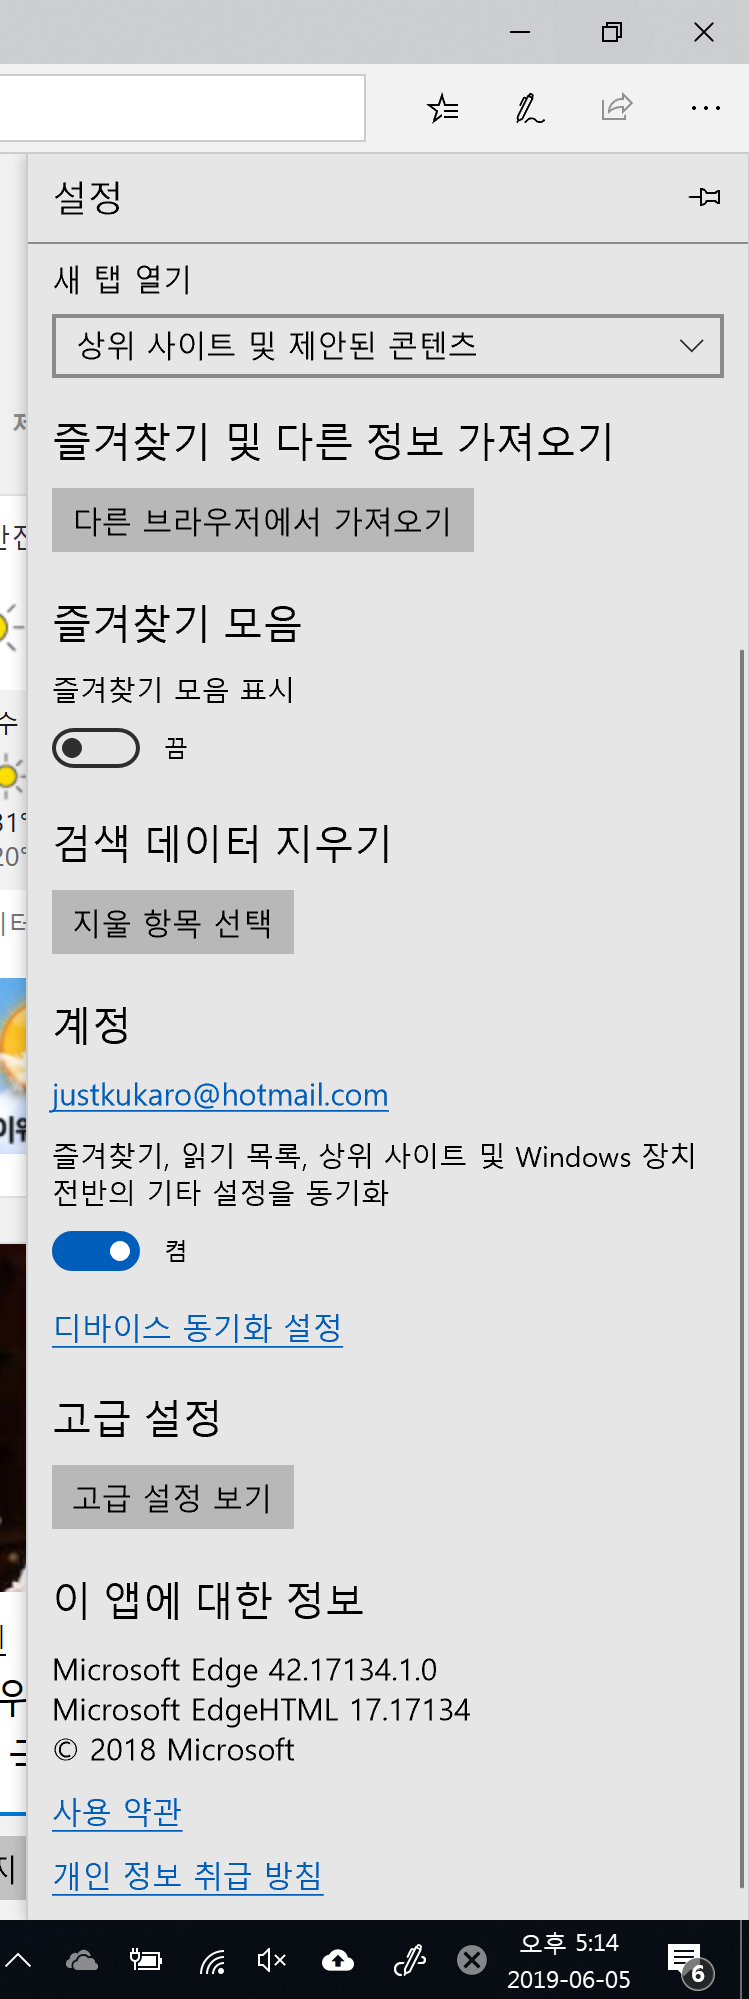 설정
새 탭 열기
상위 사이트 및 제안된 콘텐츠
즐겨찾기 및 다른 정보 가져오기
다른 브라우저에서 가져오기
즐겨찾기 모음
즐겨찾기 모음 표시
끔
수
검색 데이터 지우기
지울 항목 선택
계정
justkukaro@hotmail.com
즐겨찾기, 읽기 목록, 상위 사이트 및 Windows 장치
전반의 기타 설정을 동기화
켬
디바이스 동기화 설정
고급 설정
고급 설정 보기
이 앱에 대한 정보
Microsoft Edge 42.17134.1.0
Microsoft EdgeHTML 17.17134
© 2018 Microsoft
사용 약관
지
개인 정보 취급 방침
오후 5:14
2019-06-05
6